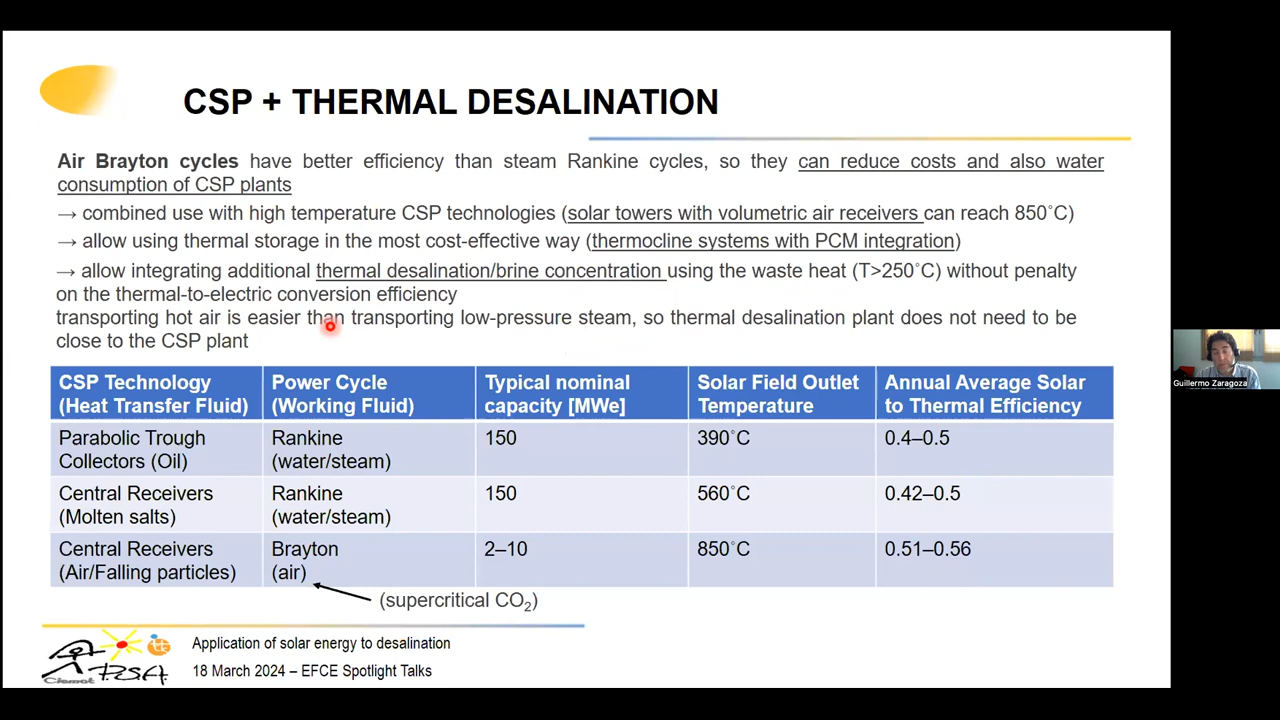 CSP + THERMAL DESALINATION
Air Brayton cycles have better efficiency than steam Rankine cycles, so they can reduce costs and also water
consumption of CSP plants
→ combined use with high temperature CSP technologies (solar towers with volumetric air receivers can reach 850˚C)
→ allow using thermal storage in the most cost-effective way (thermocline systems with PCM integration)
→ allow integrating additional thermal desalination/brine concentration using the waste heat (T>250˚C) without penalty
on the thermal-to-electric conversion efficiency
transporting hot air is easier than transporting low-pressure steam, so thermal desalination plant does not need to be
close to the CSP plant
CSP Technology
(Heat Transfer Fluid)
Power Cycle
(Working Fluid)
Typical nominal
capacity [MWe]
Solar Field Outlet
Temperature
Annual Average Solar
to Thermal Efficiency
Parabolic Trough
Collectors (Oil)
Rankine
(water/steam)
150
390˚C
0.4–0.5
Central Receivers
(Molten salts)
Rankine
(water/steam)
150
560˚C
0.42–0.5
Central Receivers
(Air/Falling particles)
Brayton
(air)
2–10
850˚C
0.51–0.56
(supercritical CO₂)
Application of solar energy to desalination
18 March 2024 – EFCE Spotlight Talks
Ciemat
PSA
Guillermo Zaragoza